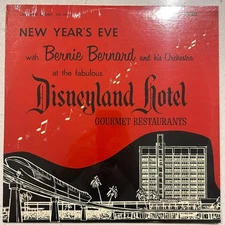 NEW YEAR'S EVE
with Bernie Bernard and his Orchestra
at the fabulous
Disneyland Hotel
GOURMET RESTAURANTS